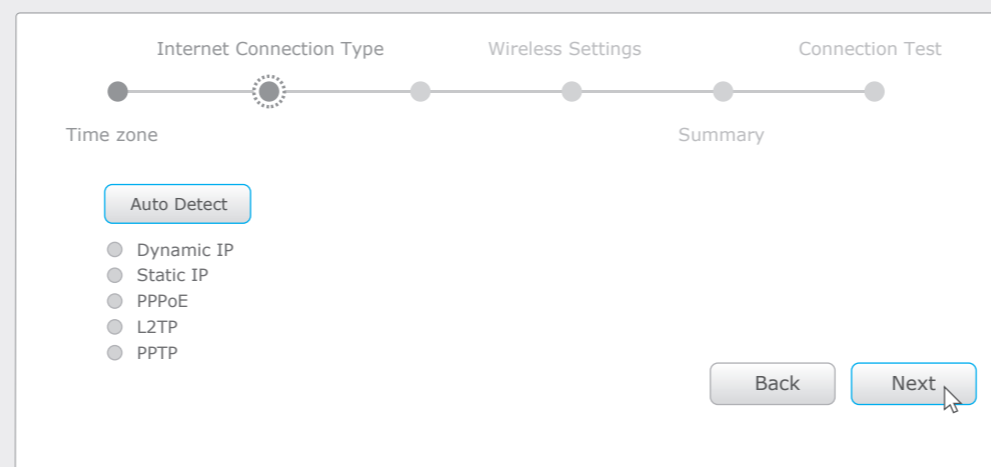 Internet Connection Type Wireless Settings Connection Test
Time zone Summary
Auto Detect
Dynamic IP
Static IP
PPPoE
L2TP
PPTP
Back Next